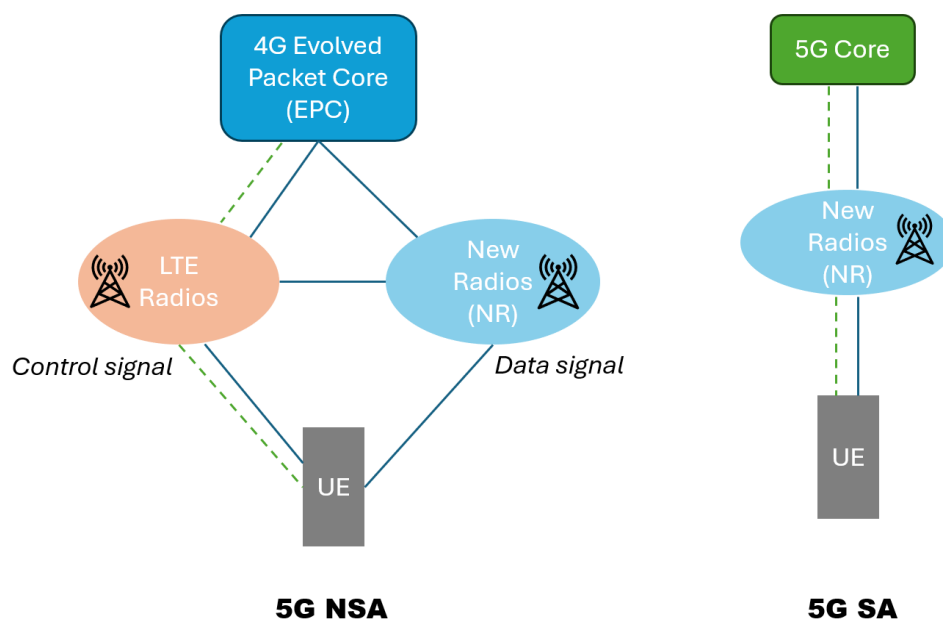 4G Evolved
Packet Core
(EPC)
5G Core
LTE
Radios
New
Radios
(NR)
New
Radios
(NR)
Control signal
Data signal
UE
UE
5G NSA
5G SA